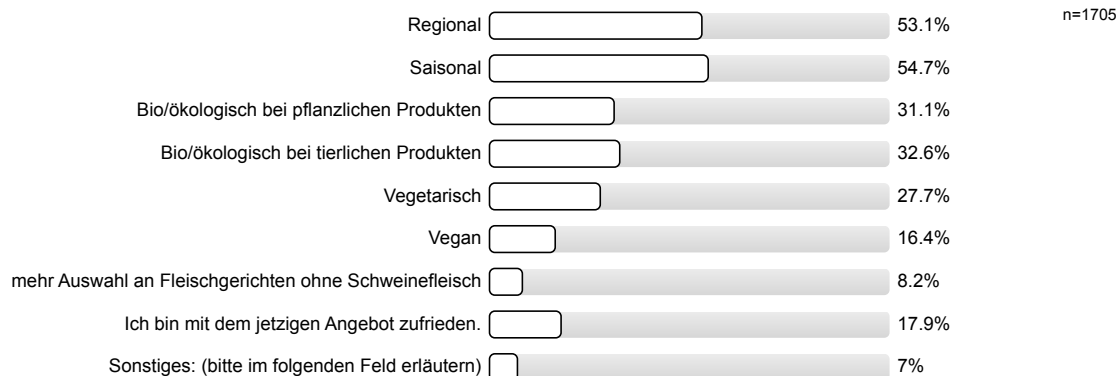 Regional 53.1% n=1705
Saisonal 54.7%
Bio/ökologisch bei pflanzlichen Produkten 31.1%
Bio/ökologisch bei tierlichen Produkten 32.6%
Vegetarisch 27.7%
Vegan 16.4%
mehr Auswahl an Fleischgerichten ohne Schweinefleisch 8.2%
Ich bin mit dem jetzigen Angebot zufrieden. 17.9%
Sonstiges: (bitte im folgenden Feld erläutern) 7%